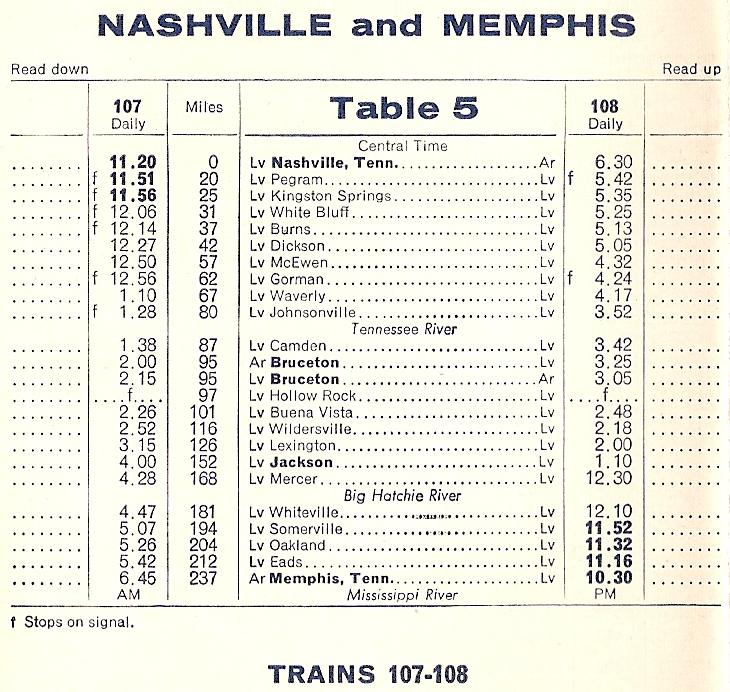 NASHVILLE and MEMPHIS
Read down Read up
107 Daily Miles Table 5 108 Daily
Central Time
........ 11.20 0 Lv Nashville, Tenn. Ar 6.30 ........
........ f 11.51 20 Lv Pegram Lv f 5.42 ........
........ f 11.56 25 Lv Kingston Springs Lv 5.35 ........
........ f 12.06 31 Lv White Bluff Lv 5.25 ........
........ f 12.14 37 Lv Burns Lv 5.13 ........
........ 12.27 42 Lv Dickson Lv 5.05 ........
........ 12.50 57 Lv McEwen Lv 4.32 ........
........ f 12.56 62 Lv Gorman Lv f 4.24 ........
........ 1.10 67 Lv Waverly Lv 4.17 ........
........ f 1.28 80 Lv Johnsonville Lv 3.52 ........
Tennessee River
........ 1.38 87 Lv Camden Lv 3.42 ........
........ 2.00 95 Ar Bruceton Lv 3.25 ........
........ 2.15 95 Lv Bruceton Ar 3.05 ........
........ ....f.... 97 Lv Hollow Rock Lv ....f.... ........
........ 2.26 101 Lv Buena Vista Lv 2.48 ........
........ 2.52 116 Lv Wildersville Lv 2.18 ........
........ 3.15 126 Lv Lexington Lv 2.00 ........
........ 4.00 152 Lv Jackson Lv 1.10 ........
........ 4.28 168 Lv Mercer Lv 12.30 ........
Big Hatchie River
........ 4.47 181 Lv Whiteville Lv 12.10 ........
........ 5.07 194 Lv Somerville Lv 11.52 ........
........ 5.26 204 Lv Oakland Lv 11.32 ........
........ 5.42 212 Lv Eads Lv 11.16 ........
........ 6.45 237 Ar Memphis, Tenn. Lv 10.30 ........
AM Mississippi River PM
f Stops on signal.
TRAINS 107-108